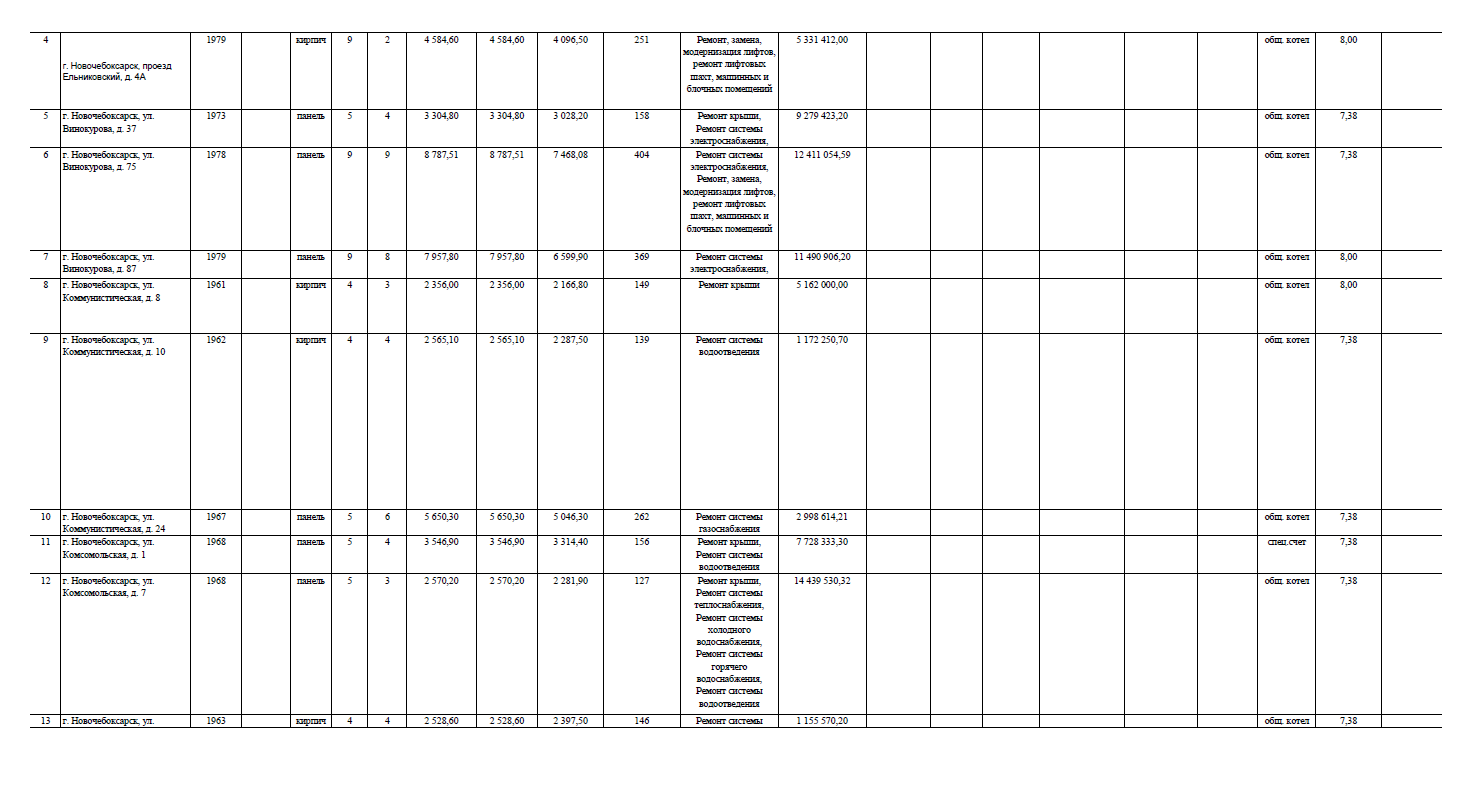 4 1979 кирпич 9 2 4 584,60 4 584,60 4 096,50 251 Ремонт, замена, 5 331 412,00 общ. котел 8,00
модернизация лифтов,
г. Новочебоксарск, проезд ремонт лифтовых
Ельниковский, д. 4А шахт, машинных и
блочных помещений
5 г. Новочебоксарск, ул. 1973 панель 5 4 3 304,80 3 304,80 3 028,20 158 Ремонт крыши, 9 279 423,20 общ. котел 7,38
Винокурова, д. 37 Ремонт системы
электроснабжения,
6 г. Новочебоксарск, ул. 1978 панель 9 9 8 787,51 8 787,51 7 468,08 404 Ремонт системы 12 411 054,59 общ. котел 7,38
Винокурова, д. 75 электроснабжения,
Ремонт, замена,
модернизация лифтов,
ремонт лифтовых
шахт, машинных и
блочных помещений
7 г. Новочебоксарск, ул. 1979 панель 9 8 7 957,80 7 957,80 6 599,90 369 Ремонт системы 11 490 906,20 общ. котел 8,00
Винокурова, д. 87 электроснабжения,
8 г. Новочебоксарск, ул. 1961 кирпич 4 3 2 356,00 2 356,00 2 166,80 149 Ремонт крыши 5 162 000,00 общ. котел 8,00
Коммунистическая, д. 8
9 г. Новочебоксарск, ул. 1962 кирпич 4 4 2 565,10 2 565,10 2 287,50 139 Ремонт системы 1 172 250,70 общ. котел 7,38
Коммунистическая, д. 10 водоотведения
10 г. Новочебоксарск, ул. 1967 панель 5 6 5 650,30 5 650,30 5 046,30 262 Ремонт системы 2 998 614,21 общ. котел 7,38
Коммунистическая, д. 24 газоснабжения
11 г. Новочебоксарск, ул. 1968 панель 5 4 3 546,90 3 546,90 3 314,40 156 Ремонт крыши, 7 728 333,30 спец.счет 7,38
Комсомольская, д. 1 Ремонт системы
водоотведения
12 г. Новочебоксарск, ул. 1968 панель 5 3 2 570,20 2 570,20 2 281,90 127 Ремонт крыши, 14 439 530,32 общ. котел 7,38
Комсомольская, д. 7 Ремонт системы
теплоснабжения,
Ремонт системы
холодного
водоснабжения,
Ремонт системы
горячего
водоснабжения,
Ремонт системы
водоотведения
13 г. Новочебоксарск, ул. 1963 кирпич 4 4 2 528,60 2 528,60 2 397,50 146 Ремонт системы 1 155 570,20 общ. котел 7,38